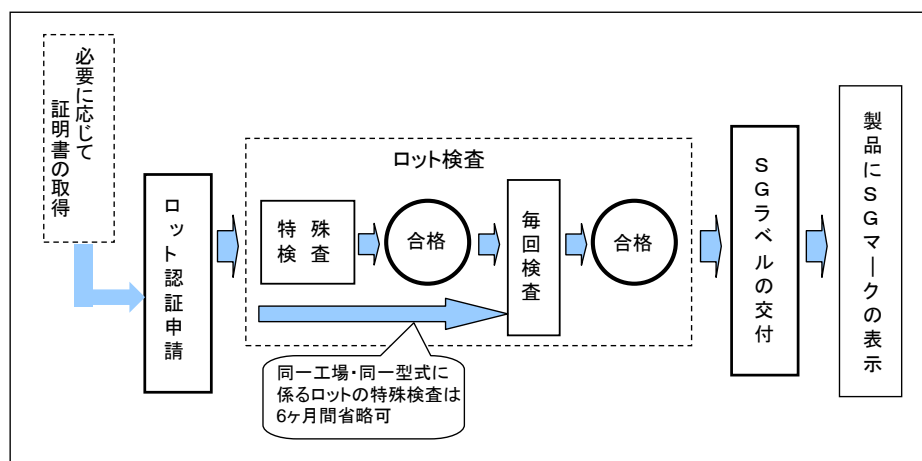 必要に応じて
証明書の取得
ロット認証申請
ロット検査
特殊
検査
合格
毎回検査
合格
同一工場・同一型式に
係るロットの特殊検査は
6ヶ月間省略可
SGラベルの交付
製品にSGマークの表示